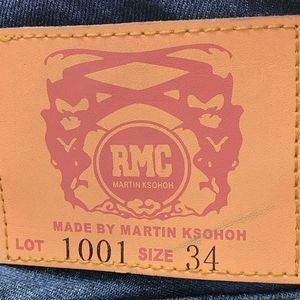 RMC
MARTIN KSOHOH
MADE BY MARTIN KSOHOH
LOT 1001 SIZE 34